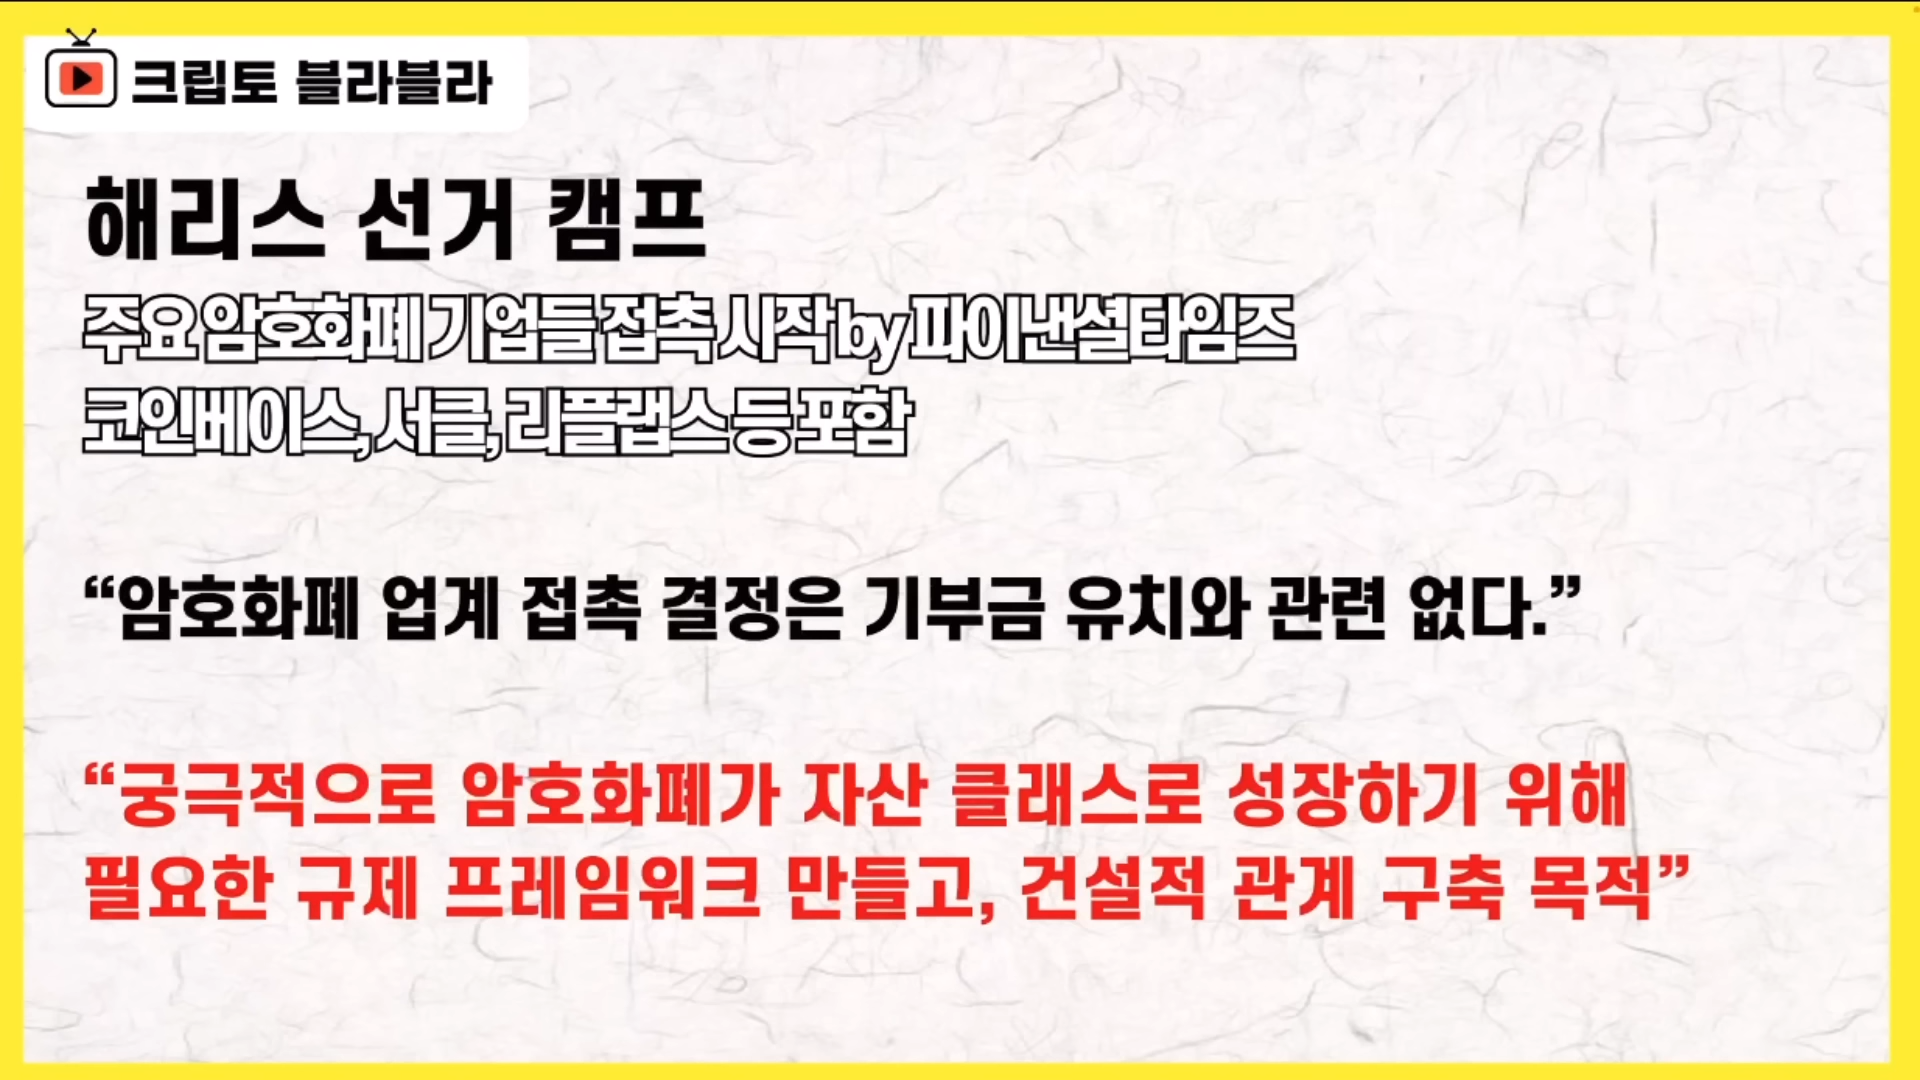 크립토 블라블라
해리스 선거 캠프
주요 암호화폐 기업들 접촉 시작 by 파이낸셜타임즈
코인베이스, 서클, 리플랩스 등 포함
“암호화폐 업계 접촉 결정은 기부금 유치와 관련 없다.”
“궁극적으로 암호화폐가 자산 클래스로 성장하기 위해
필요한 규제 프레임워크 만들고, 건설적 관계 구축 목적”